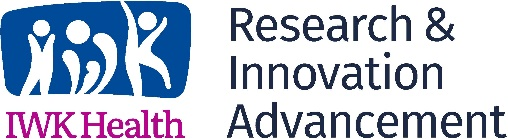 IWK Health
Research &
Innovation
Advancement